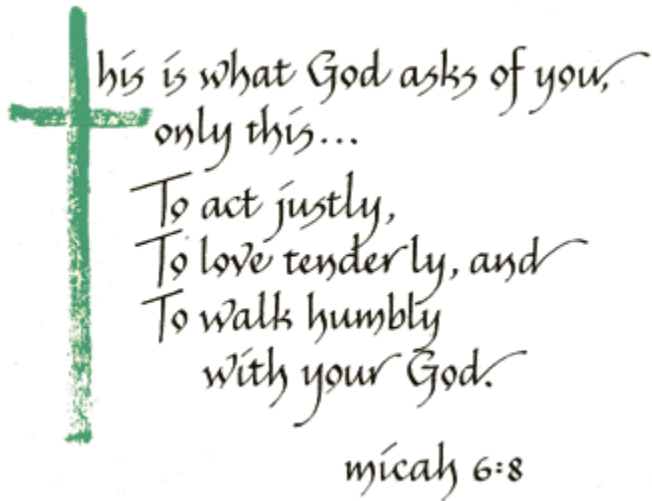 This is what God asks of you,
only this...
To act justly,
To love tenderly, and
To walk humbly
with your God.
micah 6:8